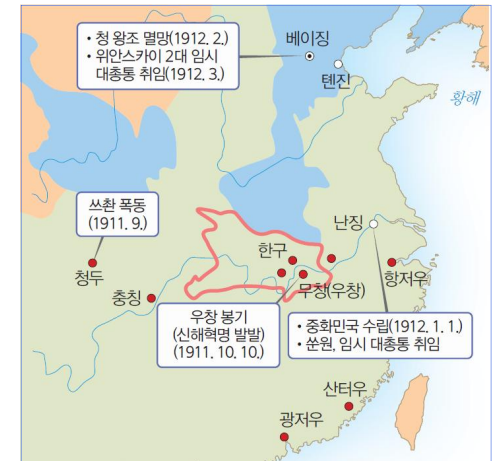 • 청 왕조 멸망(1912. 2.)
• 위안스카이 2대 임시
대총통 취임(1912. 3.)
베이징
톈진
황해
쓰촨 폭동
(1911. 9.)
청두
충칭
한구
무창(우창)
난징
항저우
우창 봉기
(신해혁명 발발)
(1911. 10. 10.)
• 중화민국 수립(1912. 1. 1.)
• 쑨원, 임시 대총통 취임
산터우
광저우